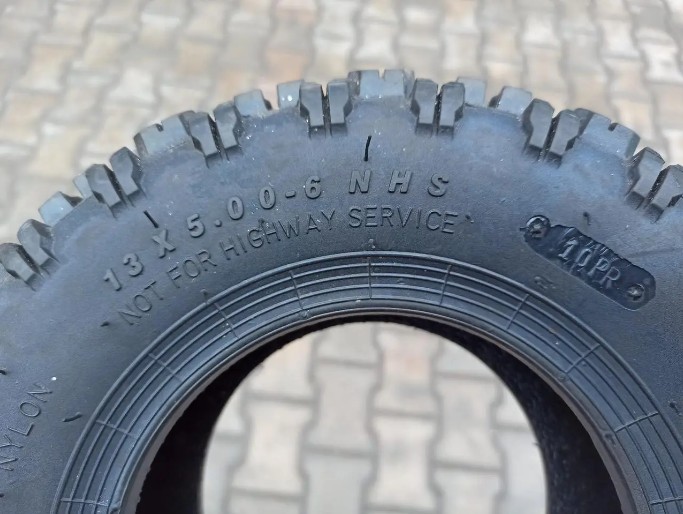 13 X 5.00-6 NHS
NOT FOR HIGHWAY SERVICE
10PR
NYLON